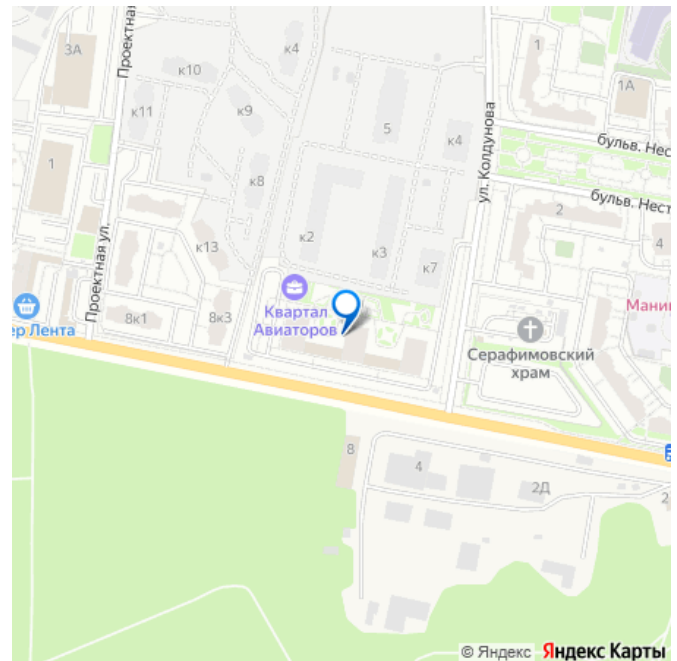 3А
Проектная
к10
к4
к11
к9
5
к4
1
1А
ул. Колдунова
бульв. Нес
1
к8
бульв. Нест
2
4
Проектная ул.
к13
к2
к3
к7
Квартал
Авиаторов
8к1
8к3
ер Лента
Мани
Серафимовский
храм
8
4
2Д
2
© Яндекс Яндекс Карты